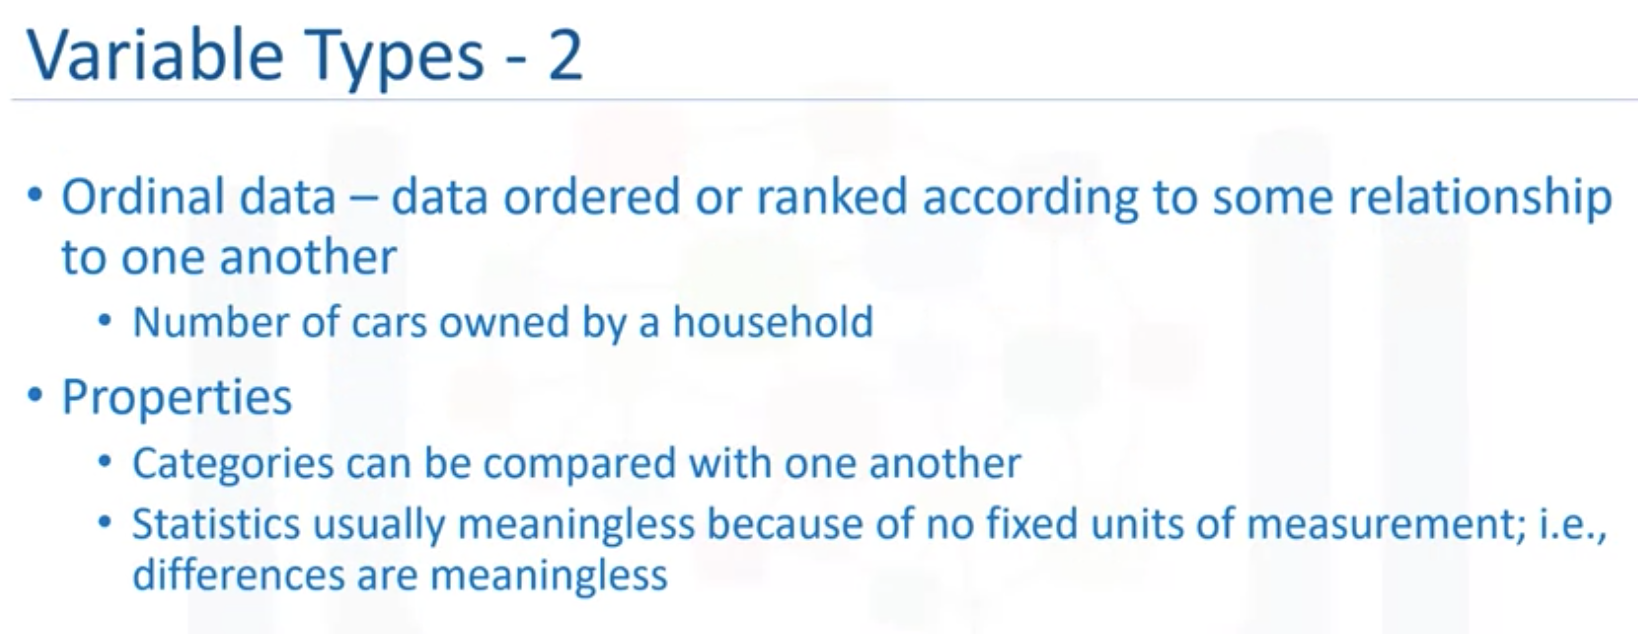 Variable Types - 2
• Ordinal data – data ordered or ranked according to some relationship
to one another
• Number of cars owned by a household
• Properties
• Categories can be compared with one another
• Statistics usually meaningless because of no fixed units of measurement; i.e.,
differences are meaningless